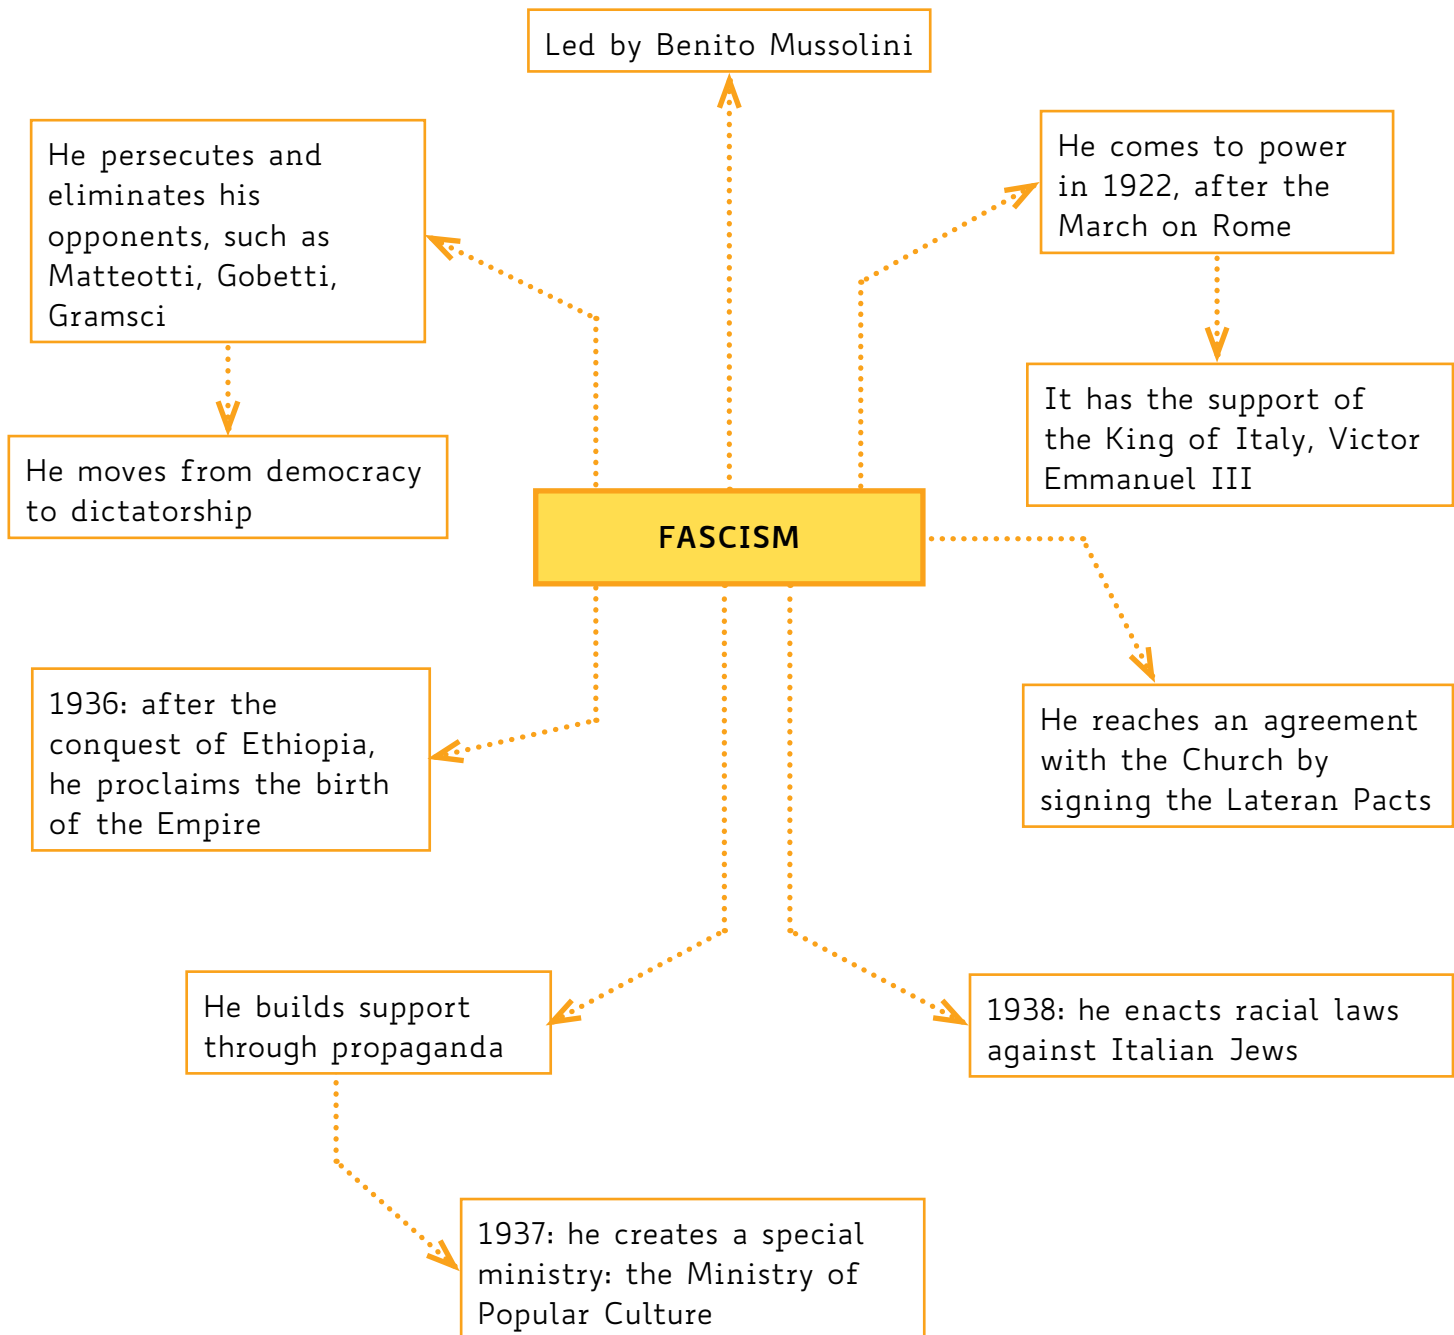 Led by Benito Mussolini
He persecutes and
eliminates his
opponents, such as
Matteotti, Gobetti,
Gramsci
He comes to power
in 1922, after the
March on Rome
It has the support of
the King of Italy, Victor
Emmanuel III
He moves from democracy
to dictatorship
FASCISM
1936: after the
conquest of Ethiopia,
he proclaims the birth
of the Empire
He reaches an agreement
with the Church by
signing the Lateran Pacts
He builds support
through propaganda
1938: he enacts racial laws
against Italian Jews
1937: he creates a special
ministry: the Ministry of
Popular Culture